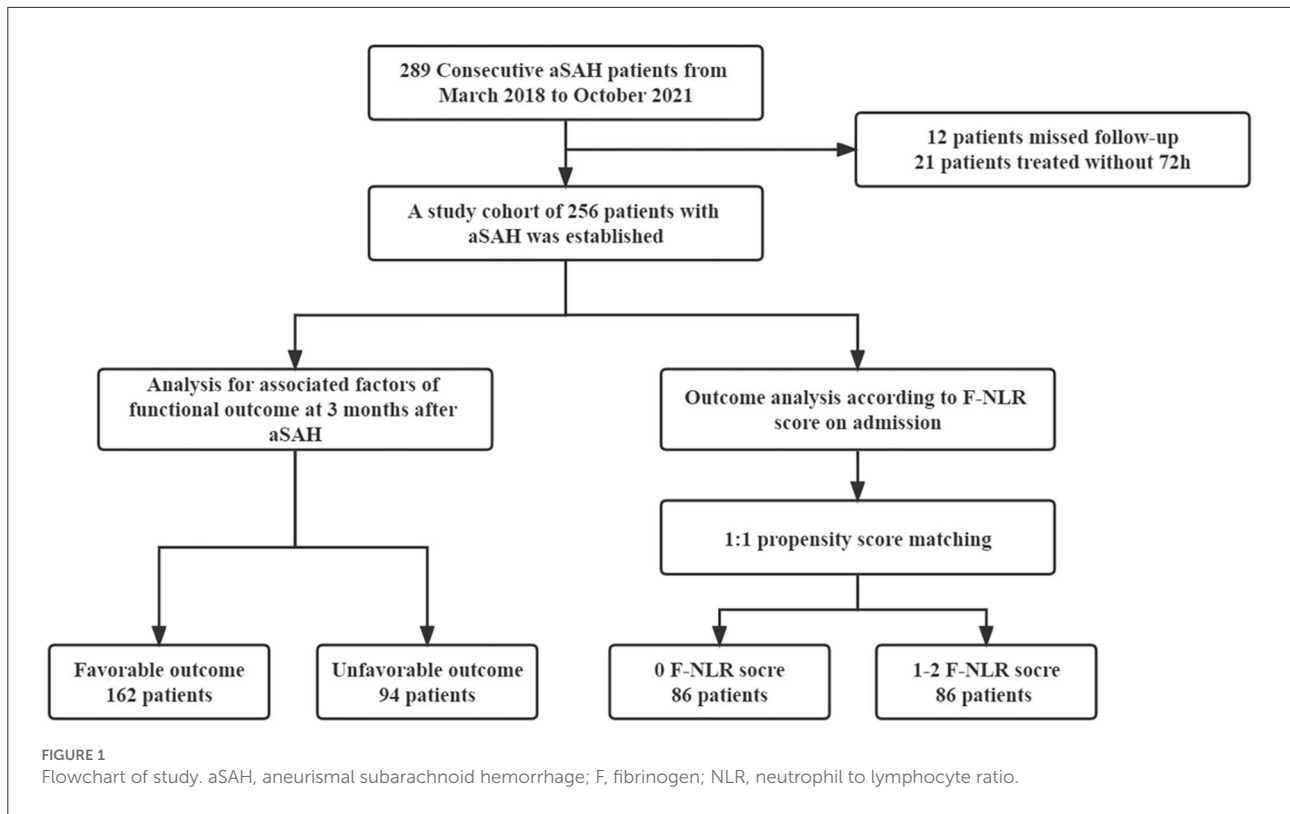 289 Consecutive aSAH patients from
March 2018 to October 2021
12 patients missed follow-up
21 patients treated without 72h
A study cohort of 256 patients with
aSAH was established
Analysis for associated factors of
functional outcome at 3 months after
aSAH
Outcome analysis according to F-NLR
score on admission
1:1 propensity score matching
Favorable outcome
162 patients
Unfavorable outcome
94 patients
0 F-NLR socre
86 patients
1-2 F-NLR socre
86 patients
FIGURE 1
Flowchart of study. aSAH, aneurismal subarachnoid hemorrhage; F, fibrinogen; NLR, neutrophil to lymphocyte ratio.